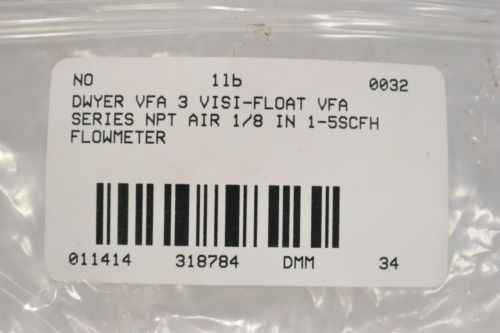 NO 1lb 0032
DWYER VFA 3 VISI-FLOAT VFA
SERIES NPT AIR 1/8 IN 1-5SCFH
FLOWMETER
011414 318784 DMM 34